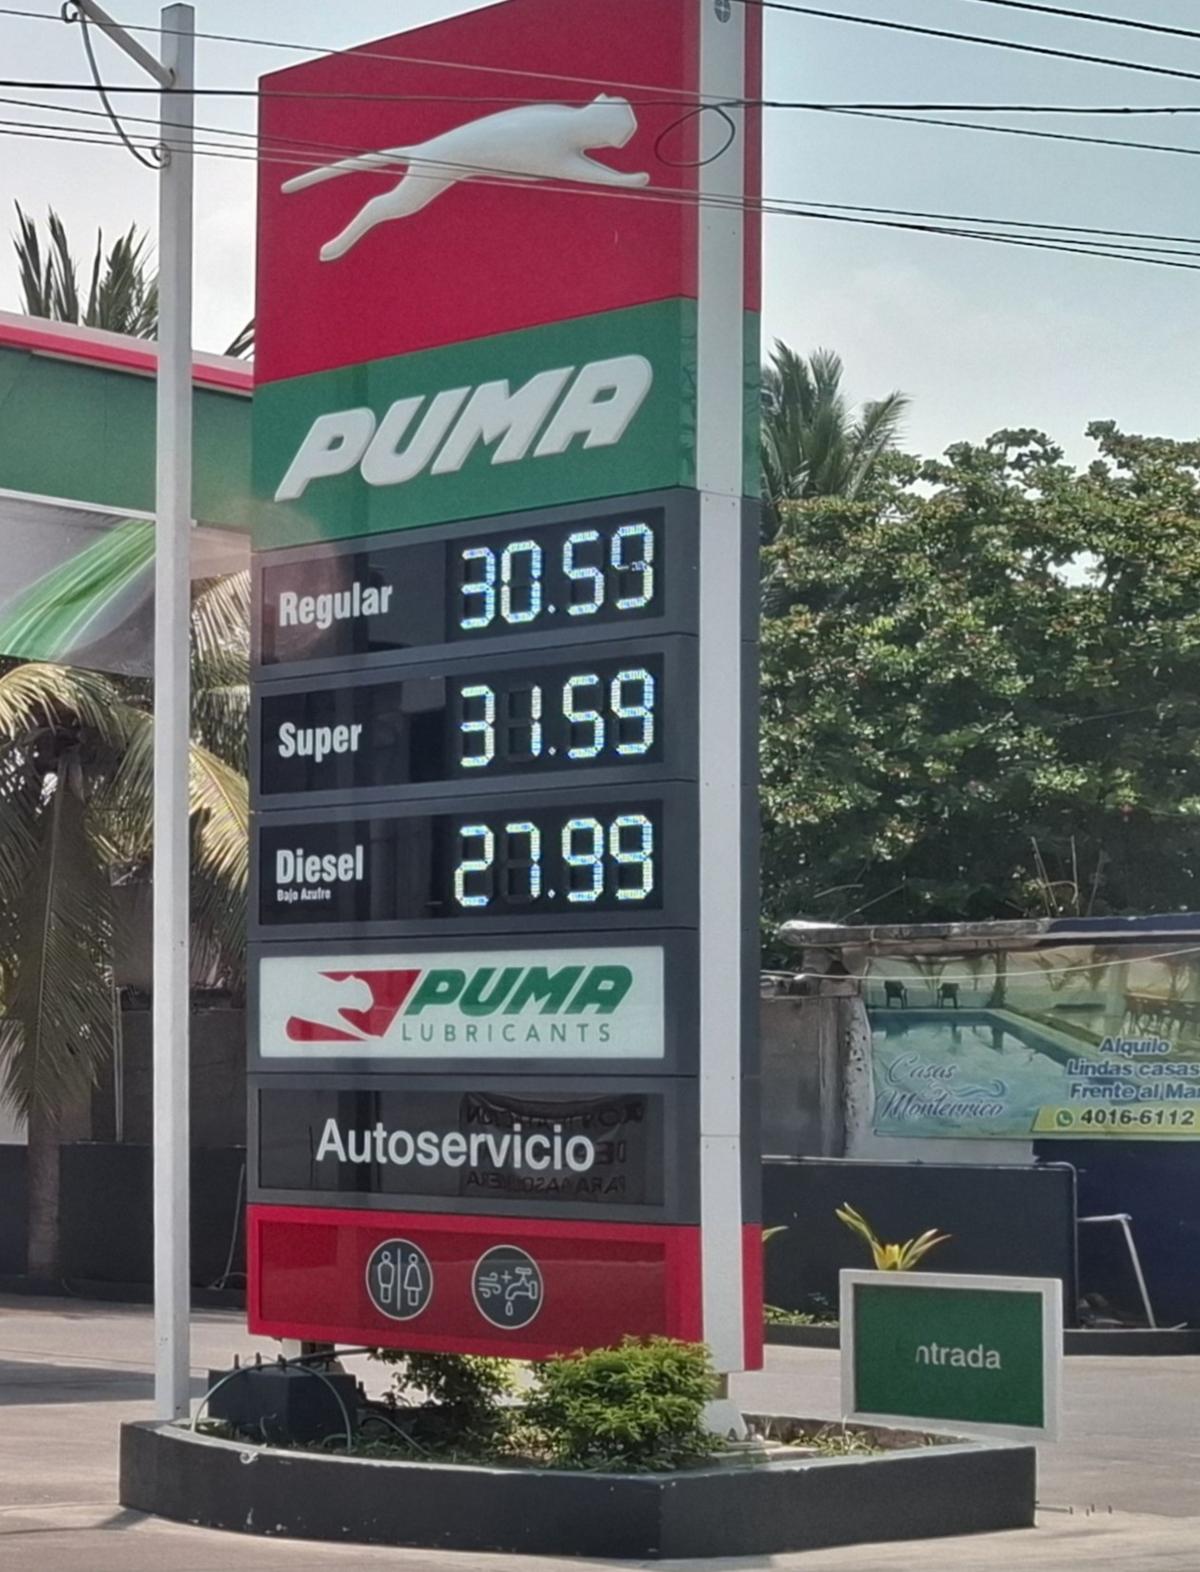 PUMA
Regular 30.59
Super 31.59
Diesel 27.99
Bajo Azufre
PUMA
LUBRICANTS
Autoservicio
Casas
Monterrico
Alquilo
Lindas casas
Frente al Mar
4016-6112
ntrada